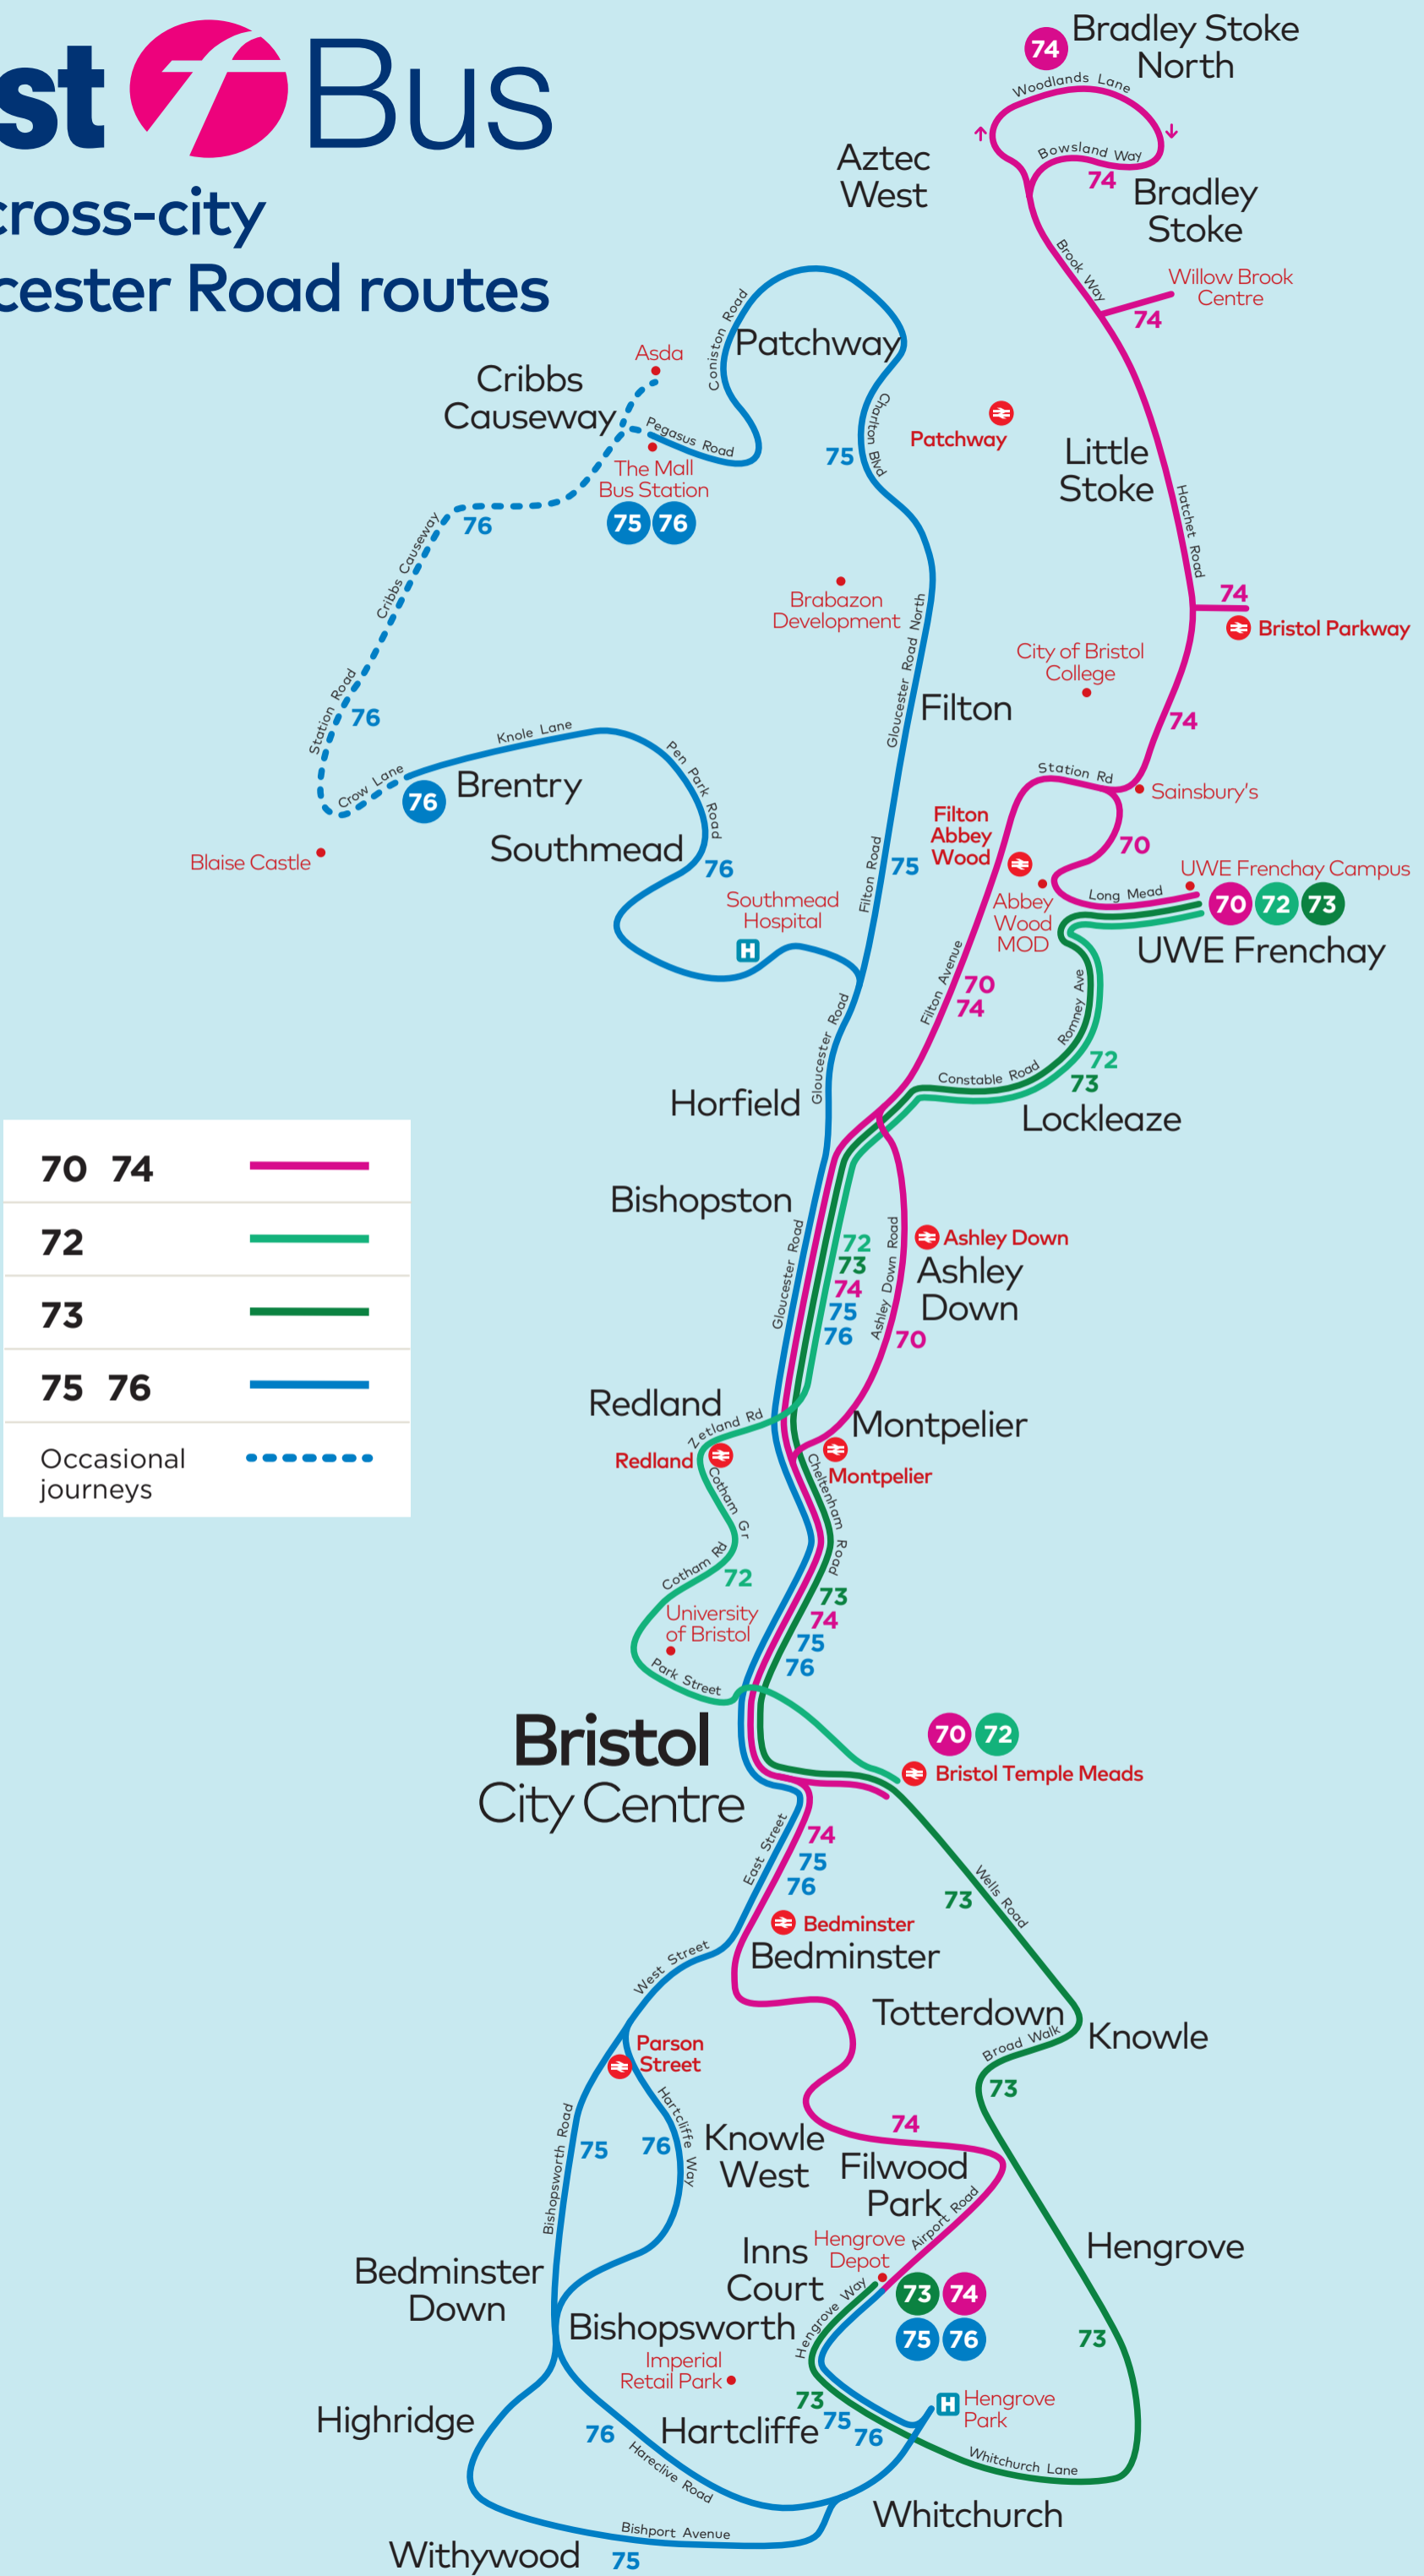 st Bus
cross-city
cester Road routes
74
Bradley Stoke
North
Woodlands Lane
Bowsland Way
74
Aztec
West
Bradley
Stoke
Brook Way
Willow Brook
Centre
74
Patchway
Coniston Road
Asda
Cribbs
Causeway
Pegasus Road
The Mall
Bus Station
75 76
Charlton Blvd
75
Patchway
Little
Stoke
Hatchet Road
76
Cribbs Causeway
Brabazon
Development
Gloucester Road North
74
Bristol Parkway
City of Bristol
College
Station Road
76
Filton
74
Knole Lane
Pen Park Road
Crow Lane
76
Brentry
Station Rd
Sainsbury's
Filton
Abbey
Wood
Blaise Castle
Southmead
76
Filton Road
75
70
UWE Frenchay Campus
Long Mead
70 72 73
Abbey
Wood
MOD
UWE Frenchay
Southmead
Hospital
H
Filton Avenue
70
74
Romney Ave
Gloucester Road
72
73
Constable Road
Horfield
Lockleaze
70 74
72
73
75 76
Occasional
journeys
Bishopston
Gloucester Road
72
73
74
75
76
Ashley Down Road
Ashley Down
Ashley
Down
70
Redland
Zetland Rd
Redland
Montpelier
Montpelier
Cotham Gr
Cheltenham Road
Cotham Rd
72
73
74
75
76
University
of Bristol
Park Street
Bristol
City Centre
70 72
Bristol Temple Meads
East Street
74
75
76
Wells Road
73
Bedminster
Bedminster
West Street
Totterdown
Knowle
Broad Walk
73
Parson
Street
Hartcliffe Way
Bishopsworth Road
75
76
Knowle
West
74
Filwood
Park
Airport Road
Hengrove
Inns
Court
Hengrove
Depot
Bedminster
Down
Hengrove Way
73 74
75 76
Bishopsworth
Imperial
Retail Park
73
73
75
76
H
Hengrove
Park
Highridge
76
Hartcliffe
Hareclive Road
Whitchurch Lane
Whitchurch
Bishport Avenue
Withywood
75